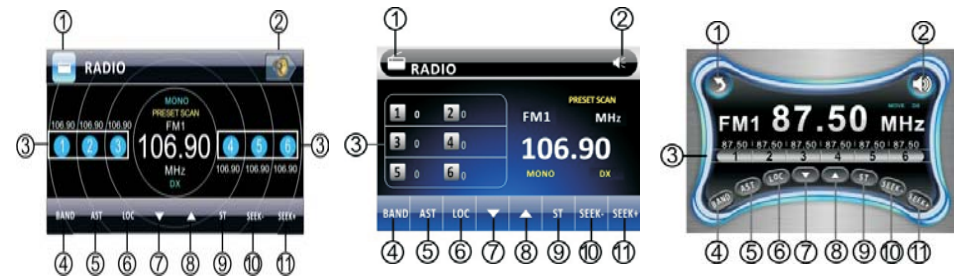 ① ②
RADIO
MONO
PRESET SCAN
FM1
106.90 106.90 106.90
③ 1 2 3 106.90 4 5 6 ③
MHz 106.90 106.90 106.90
DX
BAND AST LOC ▼ ▲ ST SEEK- SEEK+
④ ⑤ ⑥ ⑦ ⑧ ⑨ ⑩ ⑪
① ②
RADIO
PRESET SCAN
1 0 2 0 FM1 MHz
③ 3 0 4 0 106.90
5 0 6 0 MONO DX
BAND AST LOC ▼ ▲ ST SEEK- SEEK+
④ ⑤ ⑥ ⑦ ⑧ ⑨ ⑩ ⑪
① ②
DX
FM1 87.50 MHz
87.50 87.50 87.50 87.50 87.50 87.50
③ 1 2 3 4 5 6
BAND AST LOC ▼ ▲ ST SEEK- SEEK+
④ ⑤ ⑥ ⑦ ⑧ ⑨ ⑩ ⑪